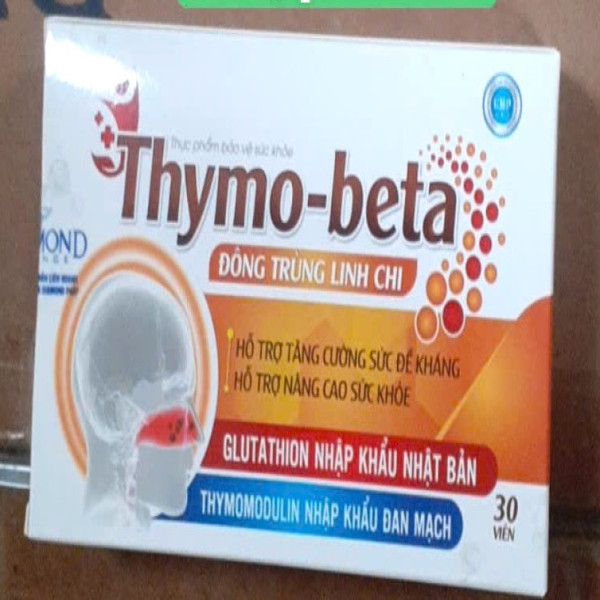 GMP
Thực phẩm bảo vệ sức khỏe
Thymo-beta
MOND
ĐÔNG TRÙNG LINH CHI
HỖ TRỢ TĂNG CƯỜNG SỨC ĐỀ KHÁNG
HỖ TRỢ NÂNG CAO SỨC KHỎE
GLUTATHION NHẬP KHẨU NHẬT BẢN
THYMOMODULIN NHẬP KHẨU ĐAN MẠCH
30
VIÊN